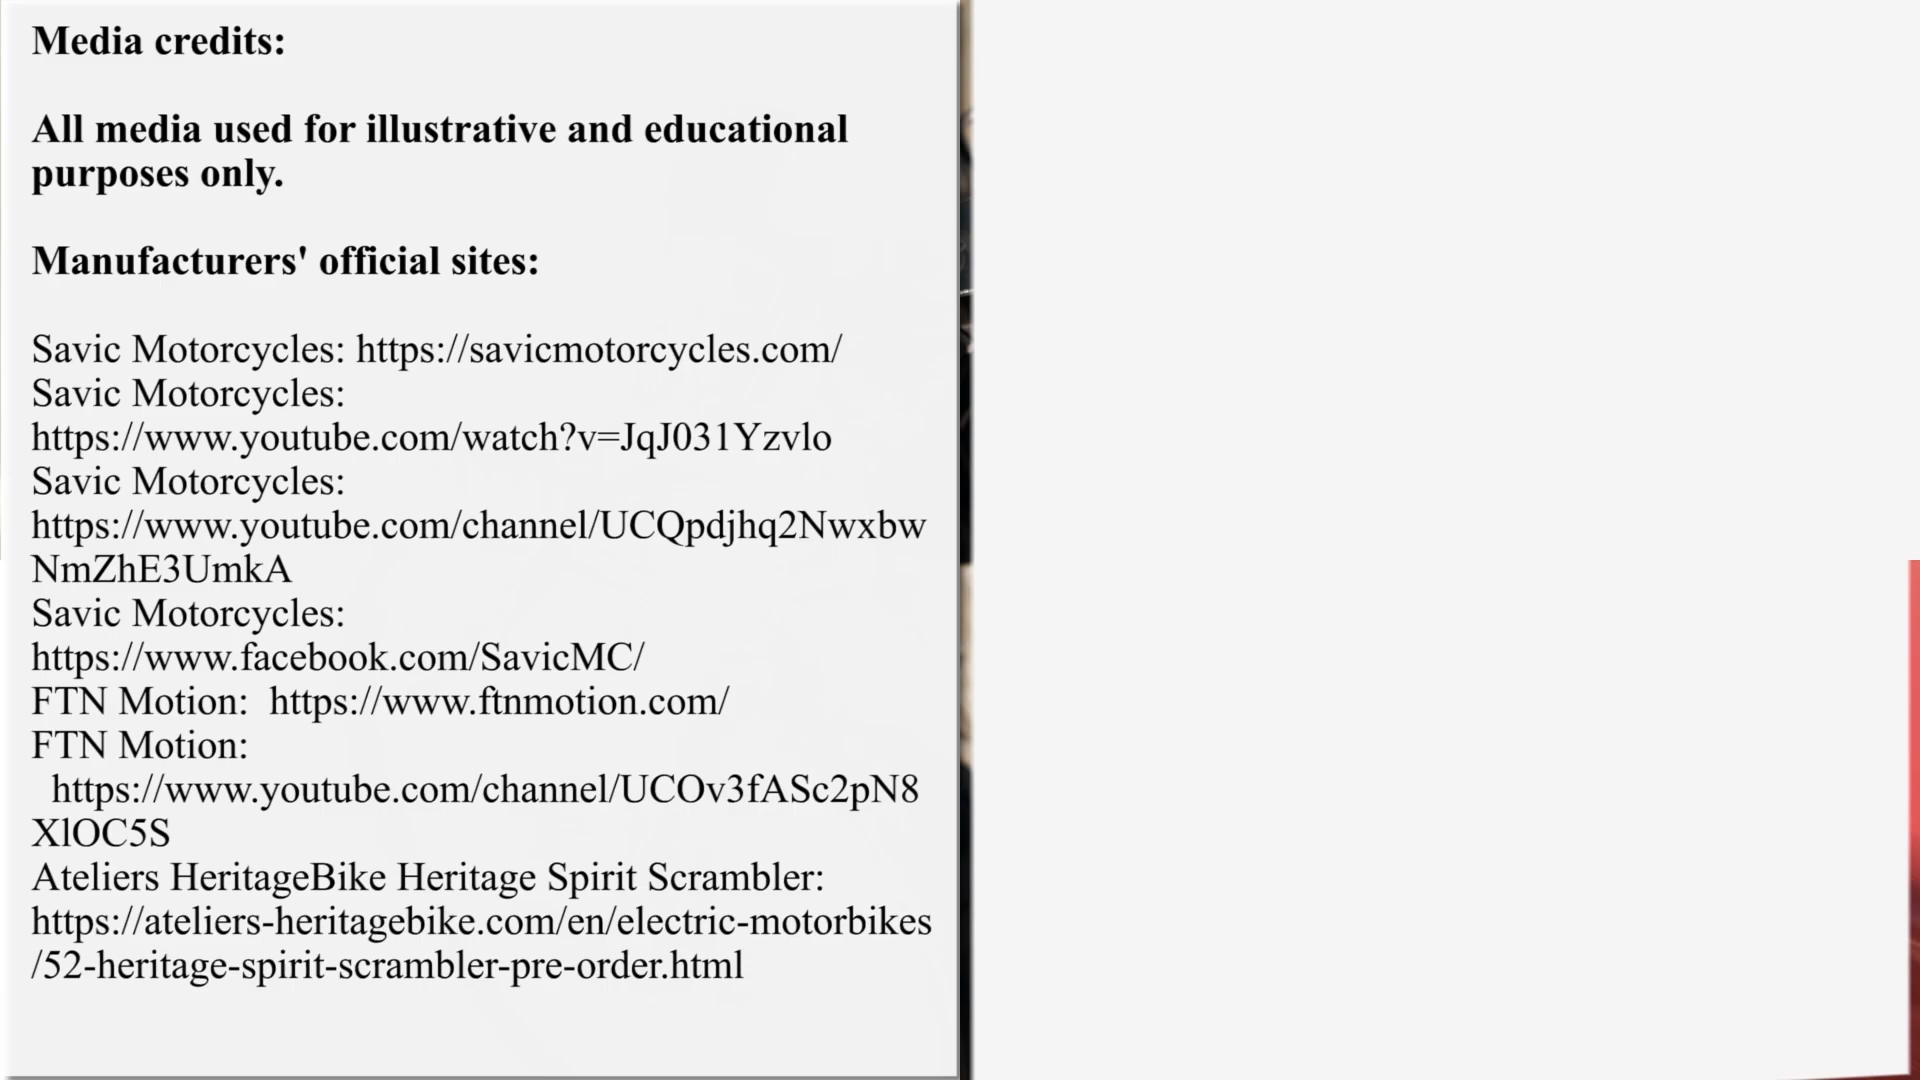 Media credits:
All media used for illustrative and educational
purposes only.
Manufacturers' official sites:
Savic Motorcycles: https://savicmotorcycles.com/
Savic Motorcycles:
https://www.youtube.com/watch?v=JqJ031Yzvlo
Savic Motorcycles:
https://www.youtube.com/channel/UCQpdjhq2Nwxbw
NmZhE3UmkA
Savic Motorcycles:
https://www.facebook.com/SavicMC/
FTN Motion:  https://www.ftnmotion.com/
FTN Motion:
https://www.youtube.com/channel/UCOv3fASc2pN8
XlOC5S
Ateliers HeritageBike Heritage Spirit Scrambler:
https://ateliers-heritagebike.com/en/electric-motorbikes
/52-heritage-spirit-scrambler-pre-order.html